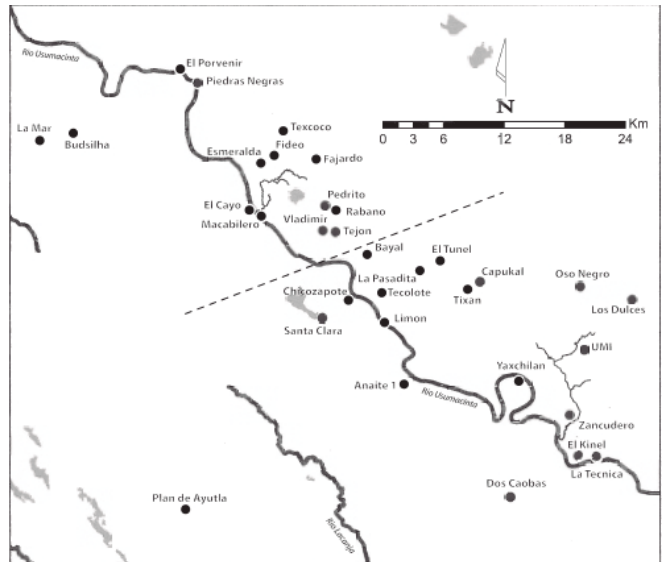 Rio Usumacinta
El Porvenir
Piedras Negras
N
Km
0 3 6 12 18 24
La Mar
Budsilha
Texcoco
Fideo
Esmeralda
Fajardo
Pedrito
El Cayo
Rabano
Macabilero
Vladimir
Tejon
Bayal
El Tunel
La Pasadita
Capukal
Oso Negro
Chicozapote
Tecolote
Tixan
Los Dulces
Santa Clara
Limon
UMI
Anaite 1
Yaxchilan
Rio Usumacinta
Zancudero
El Kinel
La Tecnica
Plan de Ayutla
Dos Caobas
Rio Lacanja